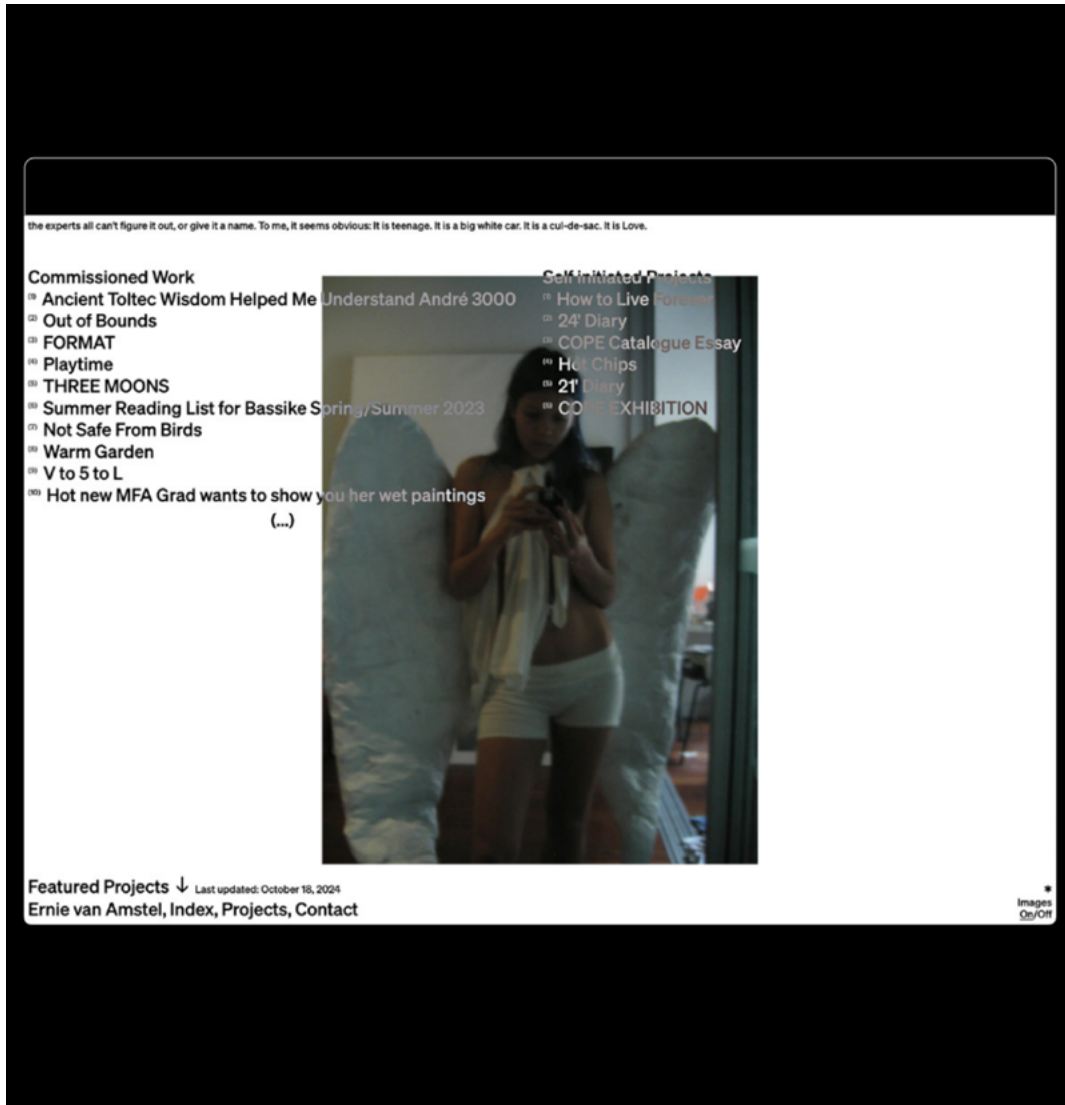 the experts all can't figure it out, or give it a name. To me, it seems obvious: It is teenage. It is a big white car. It is a cul-de-sac. It is Love.
Commissioned Work
(1) Ancient Toltec Wisdom Helped Me Understand André 3000
(2) Out of Bounds
(3) FORMAT
(4) Playtime
(5) THREE MOONS
(6) Summer Reading List for Bassike Spring/Summer 2023
(7) Not Safe From Birds
(8) Warm Garden
(9) V to 5 to L
(10) Hot new MFA Grad wants to show you her wet paintings
(...)
Self initiated Projects
(1) How to Live Forever
(2) 24' Diary
(3) COPE Catalogue Essay
(4) Hot Chips
(5) 21' Diary
(6) COPE EXHIBITION
Featured Projects ↓ Last updated: October 18, 2024
Ernie van Amstel, Index, Projects, Contact
*
Images
On/Off